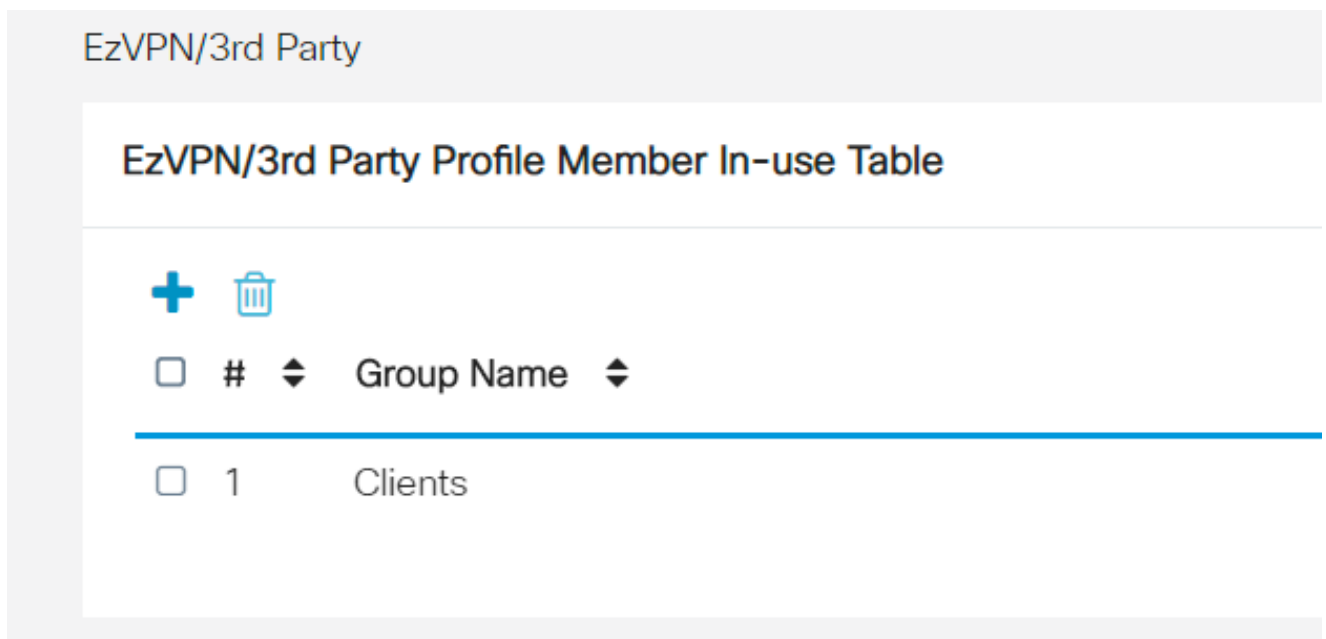 EzVPN/3rd Party
EzVPN/3rd Party Profile Member In-use Table
# Group Name
1 Clients